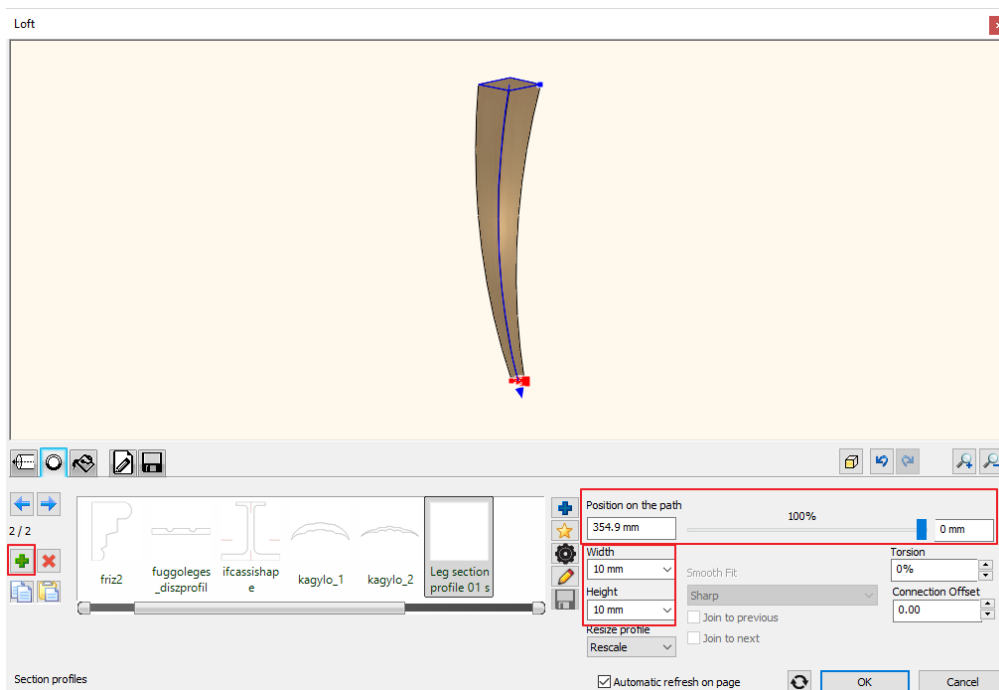 Loft
2 / 2
friz2
fuggoleges
_diszprofil
ifcassishap
e
kagylo_1
kagylo_2
Leg section
profile 01 s
Position on the path
354.9 mm
100%
0 mm
Width
10 mm
Height
10 mm
Resize profile
Rescale
Smooth Fit
Sharp
Join to previous
Join to next
Torsion
0%
Connection Offset
0.00
Section profiles
Automatic refresh on page
OK
Cancel